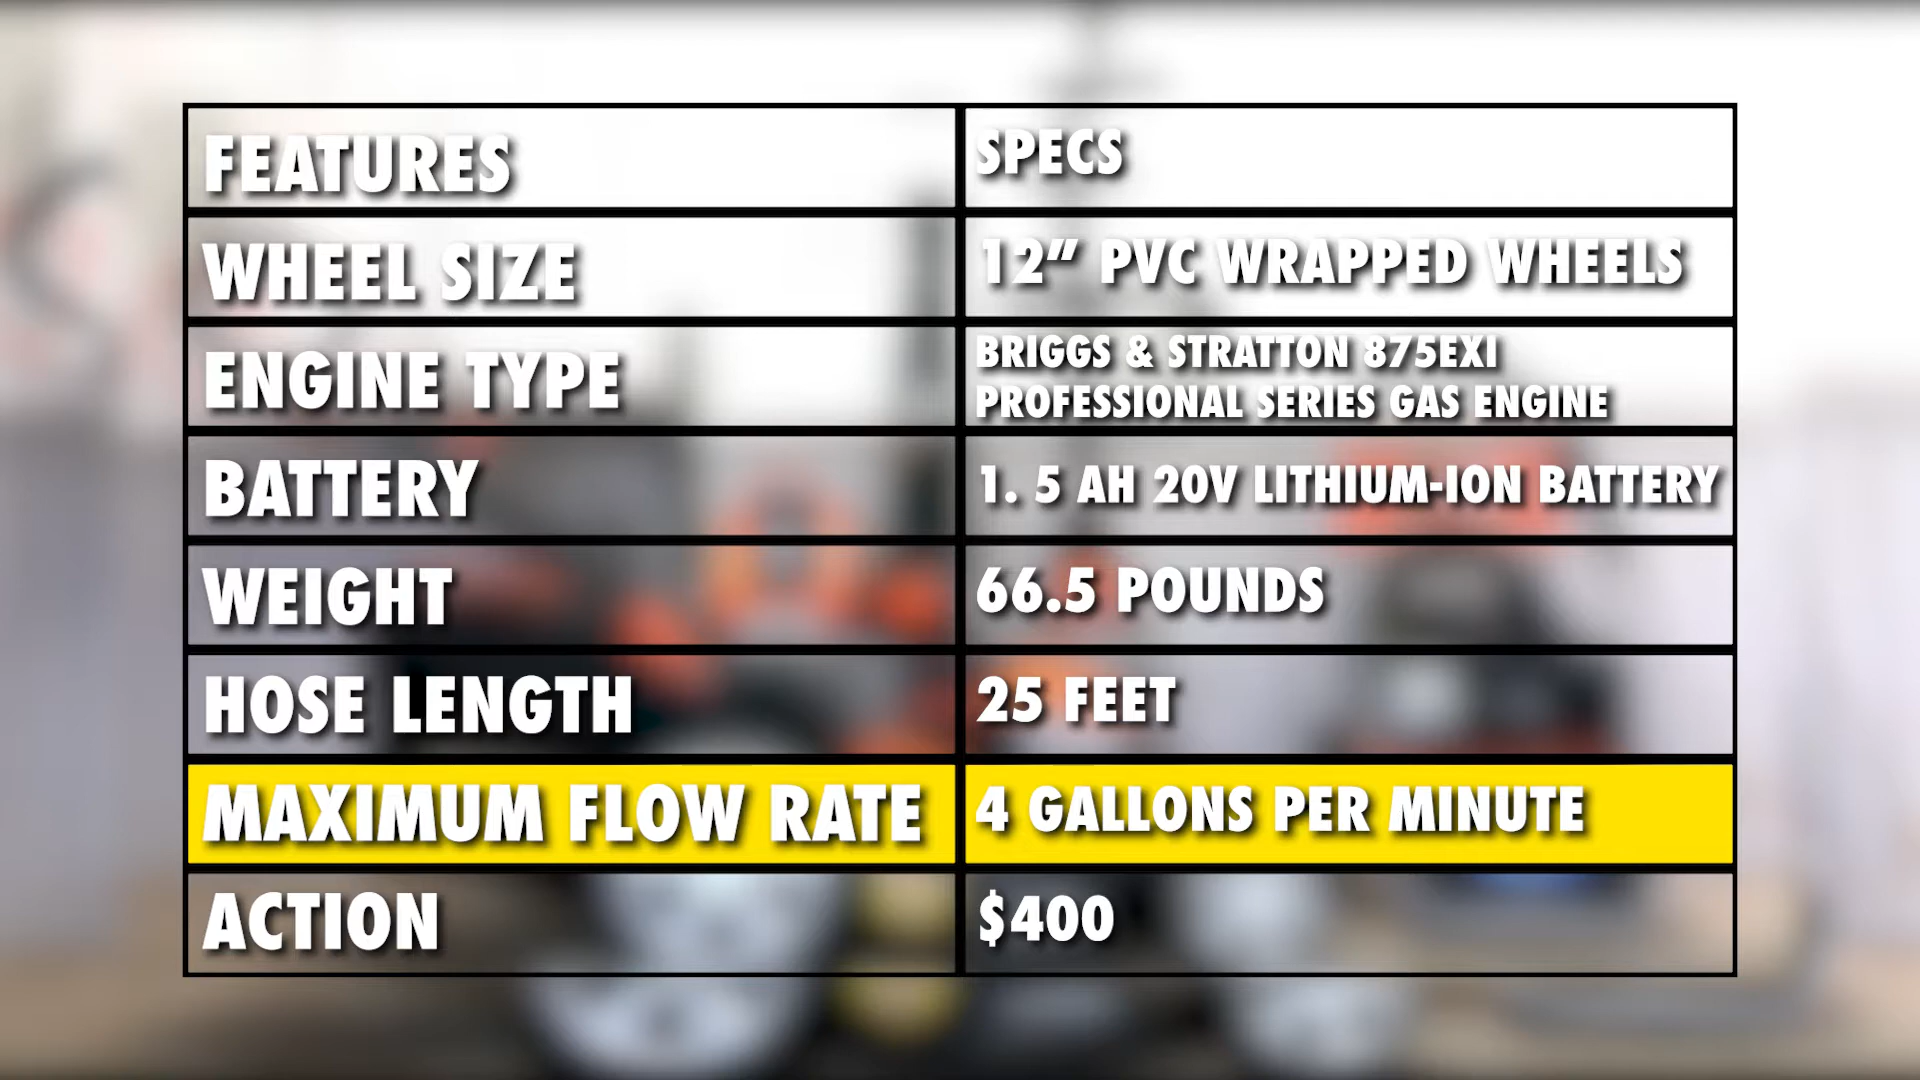 FEATURES
SPECS
WHEEL SIZE
12” PVC WRAPPED WHEELS
ENGINE TYPE
BRIGGS & STRATTON 875EXI
PROFESSIONAL SERIES GAS ENGINE
BATTERY
1. 5 AH 20V LITHIUM-ION BATTERY
WEIGHT
66.5 POUNDS
HOSE LENGTH
25 FEET
MAXIMUM FLOW RATE
4 GALLONS PER MINUTE
ACTION
$400